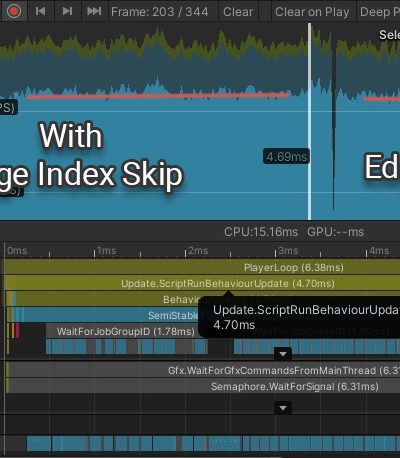 Frame: 203 / 344 Clear Clear on Play Deep P
Sele
PS)
With
ge Index Skip
Ed
4.69ms
CPU:15.16ms GPU:--ms
0ms 1ms 2ms 3ms 4ms
PlayerLoop (6.38ms)
Update.ScriptRunBehaviourUpdate (4.70ms)
Behavio
Update.ScriptRunBehaviourUpda
4.70ms
SemiStable
WaitForJobGroupID (1.78ms)
Gfx.WaitForGfxCommandsFromMainThread (6.31
Semaphore.WaitForSignal (6.31ms)